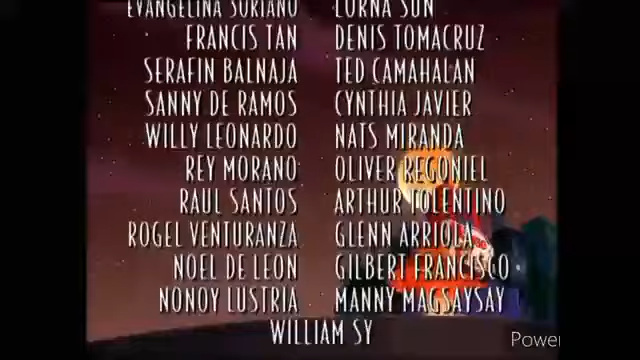 EVANGELINA SORIANO LORNA SUN
FRANCIS TAN DENIS TOMACRUZ
SERAFIN BALNAJA TED CAMAHALAN
SANNY DE RAMOS CYNTHIA JAVIER
WILLY LEONARDO NATS MIRANDA
REY MORANO OLIVER REGONIEL
RAUL SANTOS ARTHUR TOLENTINO
ROGEL VENTURANZA GLENN ARRIOLA
NOEL DE LEON GILBERT FRANCISCO
NONOY LUSTRIA MANNY MAGSAYSAY
WILLIAM SY
Power